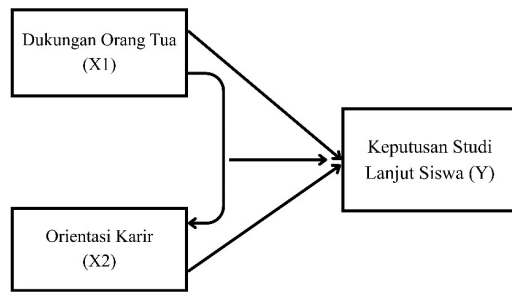 Dukungan Orang Tua
(X1)
Keputusan Studi
Lanjut Siswa (Y)
Orientasi Karir
(X2)